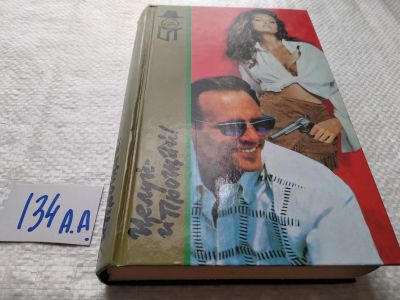 134 А.А
Целуй-
и прощай!